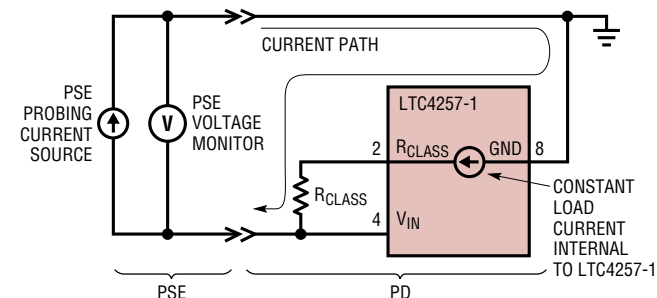 CURRENT PATH
PSE
PROBING
CURRENT
SOURCE
V
PSE
VOLTAGE
MONITOR
LTC4257-1
2
RCLASS
GND
8
RCLASS
4
VIN
CONSTANT
LOAD
CURRENT
INTERNAL
TO LTC4257-1
PSE
PD